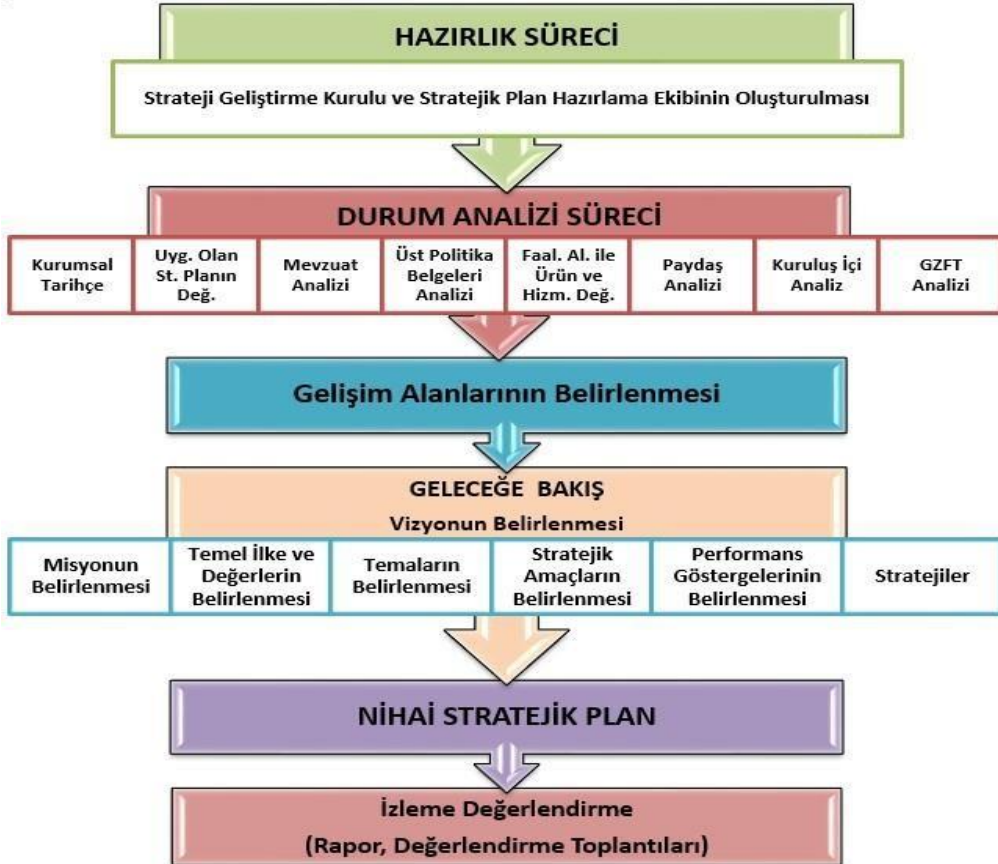 HAZIRLIK SÜRECİ
Strateji Geliştirme Kurulu ve Stratejik Plan Hazırlama Ekibinin Oluşturulması
DURUM ANALİZİ SÜRECİ
Kurumsal
Tarihçe
Uyg. Olan
St. Planın
Değ.
Mevzuat
Analizi
Üst Politika
Belgeleri
Analizi
Faal. Al. ile
Ürün ve
Hizm. Değ.
Paydaş
Analizi
Kuruluş İçi
Analiz
GZFT
Analizi
Gelişim Alanlarının Belirlenmesi
GELECEĞE BAKIŞ
Vizyonun Belirlenmesi
Misyonun
Belirlenmesi
Temel İlke ve
Değerlerin
Belirlenmesi
Temaların
Belirlenmesi
Stratejik
Amaçların
Belirlenmesi
Performans
Göstergelerinin
Belirlenmesi
Stratejiler
NİHAİ STRATEJİK PLAN
İzleme Değerlendirme
(Rapor, Değerlendirme Toplantıları)